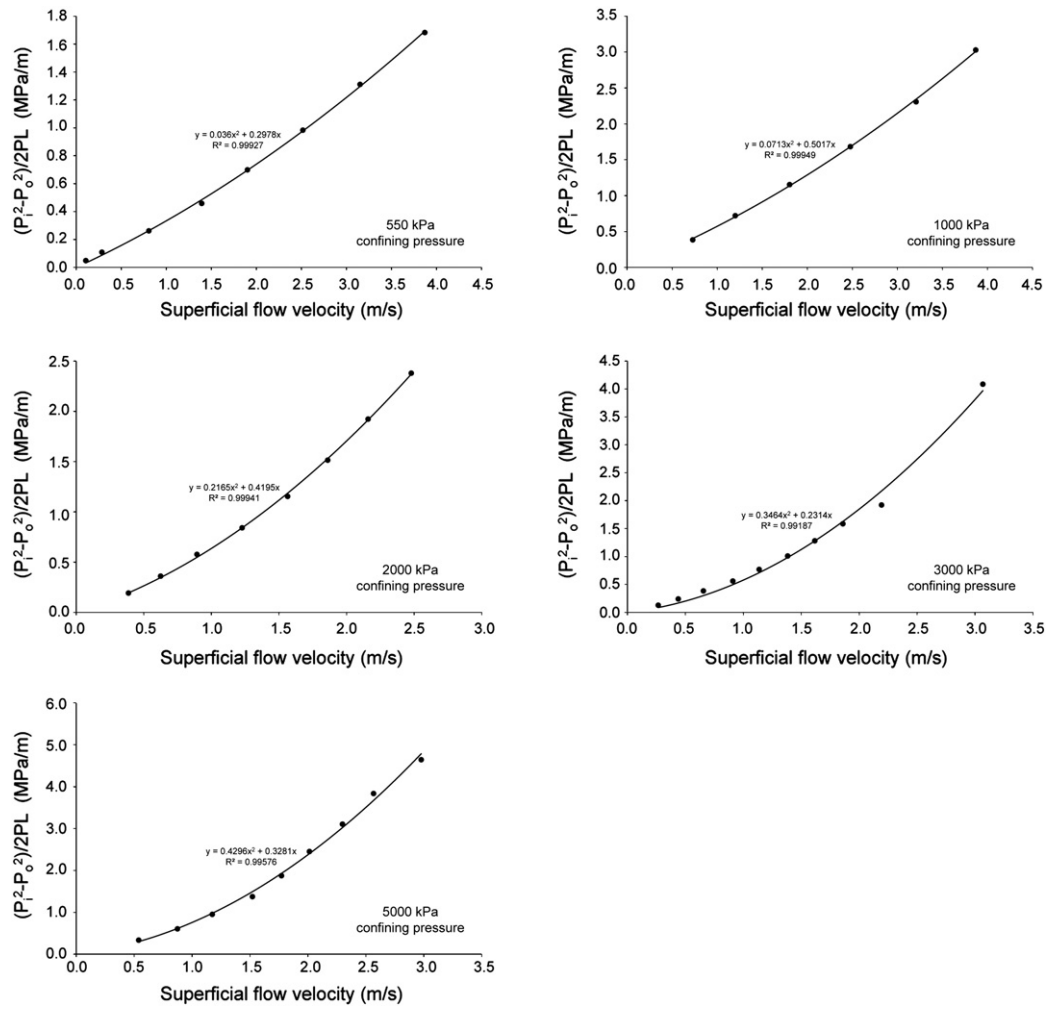 1.8
1.6
1.4
1.2
1.0
0.8
0.6
0.4
0.2
0.0
(Pi²-Po²)/2PL (MPa/m)
y = 0.036x² + 0.2978x
R² = 0.99927
550 kPa
confining pressure
0.0 0.5 1.0 1.5 2.0 2.5 3.0 3.5 4.0 4.5
Superficial flow velocity (m/s)
3.5
3.0
2.5
2.0
1.5
1.0
0.5
0.0
(Pi²-Po²)/2PL (MPa/m)
y = 0.0713x² + 0.5017x
R² = 0.99949
1000 kPa
confining pressure
0.0 0.5 1.0 1.5 2.0 2.5 3.0 3.5 4.0 4.5
Superficial flow velocity (m/s)
2.5
2.0
1.5
1.0
0.5
0.0
(Pi²-Po²)/2PL (MPa/m)
y = 0.2165x² + 0.4195x
R² = 0.99941
2000 kPa
confining pressure
0.0 0.5 1.0 1.5 2.0 2.5 3.0
Superficial flow velocity (m/s)
4.5
4.0
3.5
3.0
2.5
2.0
1.5
1.0
0.5
0.0
(Pi²-Po²)/2PL (MPa/m)
y = 0.3464x² + 0.2314x
R² = 0.99187
3000 kPa
confining pressure
0.0 0.5 1.0 1.5 2.0 2.5 3.0 3.5
Superficial flow velocity (m/s)
6.0
5.0
4.0
3.0
2.0
1.0
0.0
(Pi²-Po²)/2PL (MPa/m)
y = 0.4296x² + 0.3281x
R² = 0.99576
5000 kPa
confining pressure
0.0 0.5 1.0 1.5 2.0 2.5 3.0 3.5
Superficial flow velocity (m/s)